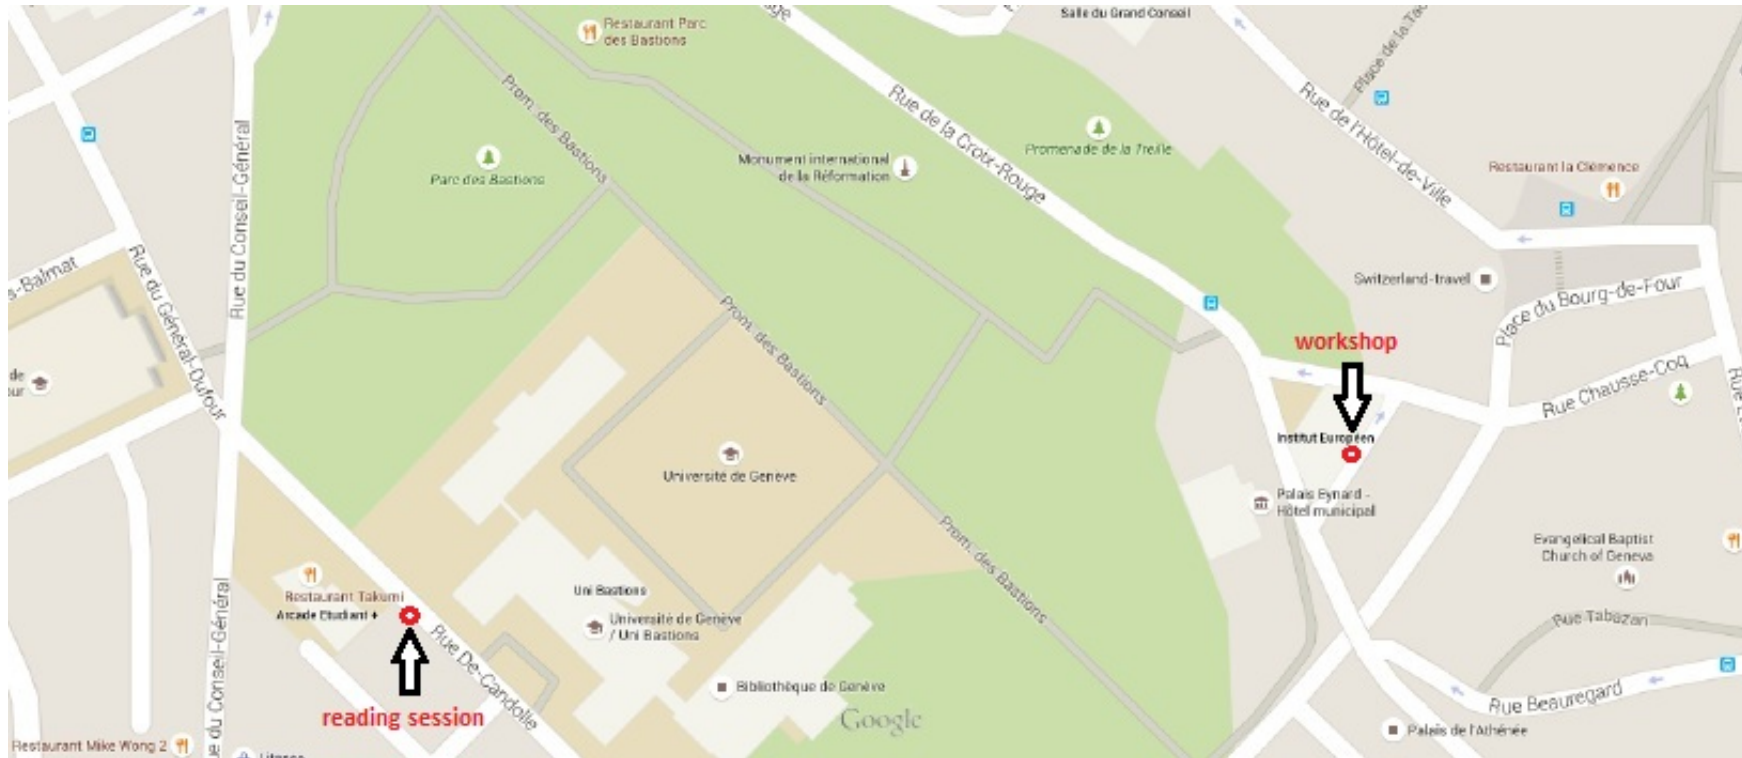 Salle du Grand Conseil
Restaurant Parc
des Bastions
Place de la
Rue de la Croix-Rouge
Rue de l'Hôtel-de-Ville
Prom. des Bastions
Promenade de la Treille
Monument international
de la Réformation
Parc des Bastions
Restaurant la Clémence
Rue du Conseil-Général
Rue du Général-Dufour
s-Balmat
Switzerland-travel
Place du Bourg-de-Four
workshop
Prom. des Bastions
Rue Chausse-Coq
de
our
Institut Européen
Université de Genève
Palais Eynard -
Hôtel municipal
Prom. des Bastions
Evangelical Baptist
Church of Geneva
Restaurant Takumi
Arcade Etudiant +
Uni Bastions
Université de Genève
/ Uni Bastions
Rue Tabazan
Rue De-Candolle
ue du Conseil-Général
Bibliothèque de Genève
Rue Beauregard
reading session
Google
Palais de l'Athénée
Restaurant Mike Wong 2